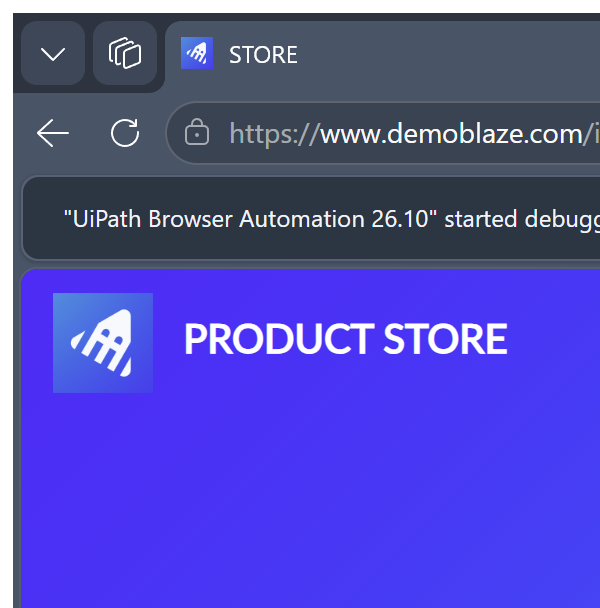 STORE
https://www.demoblaze.com/i
"UiPath Browser Automation 26.10" started debugg
PRODUCT STORE